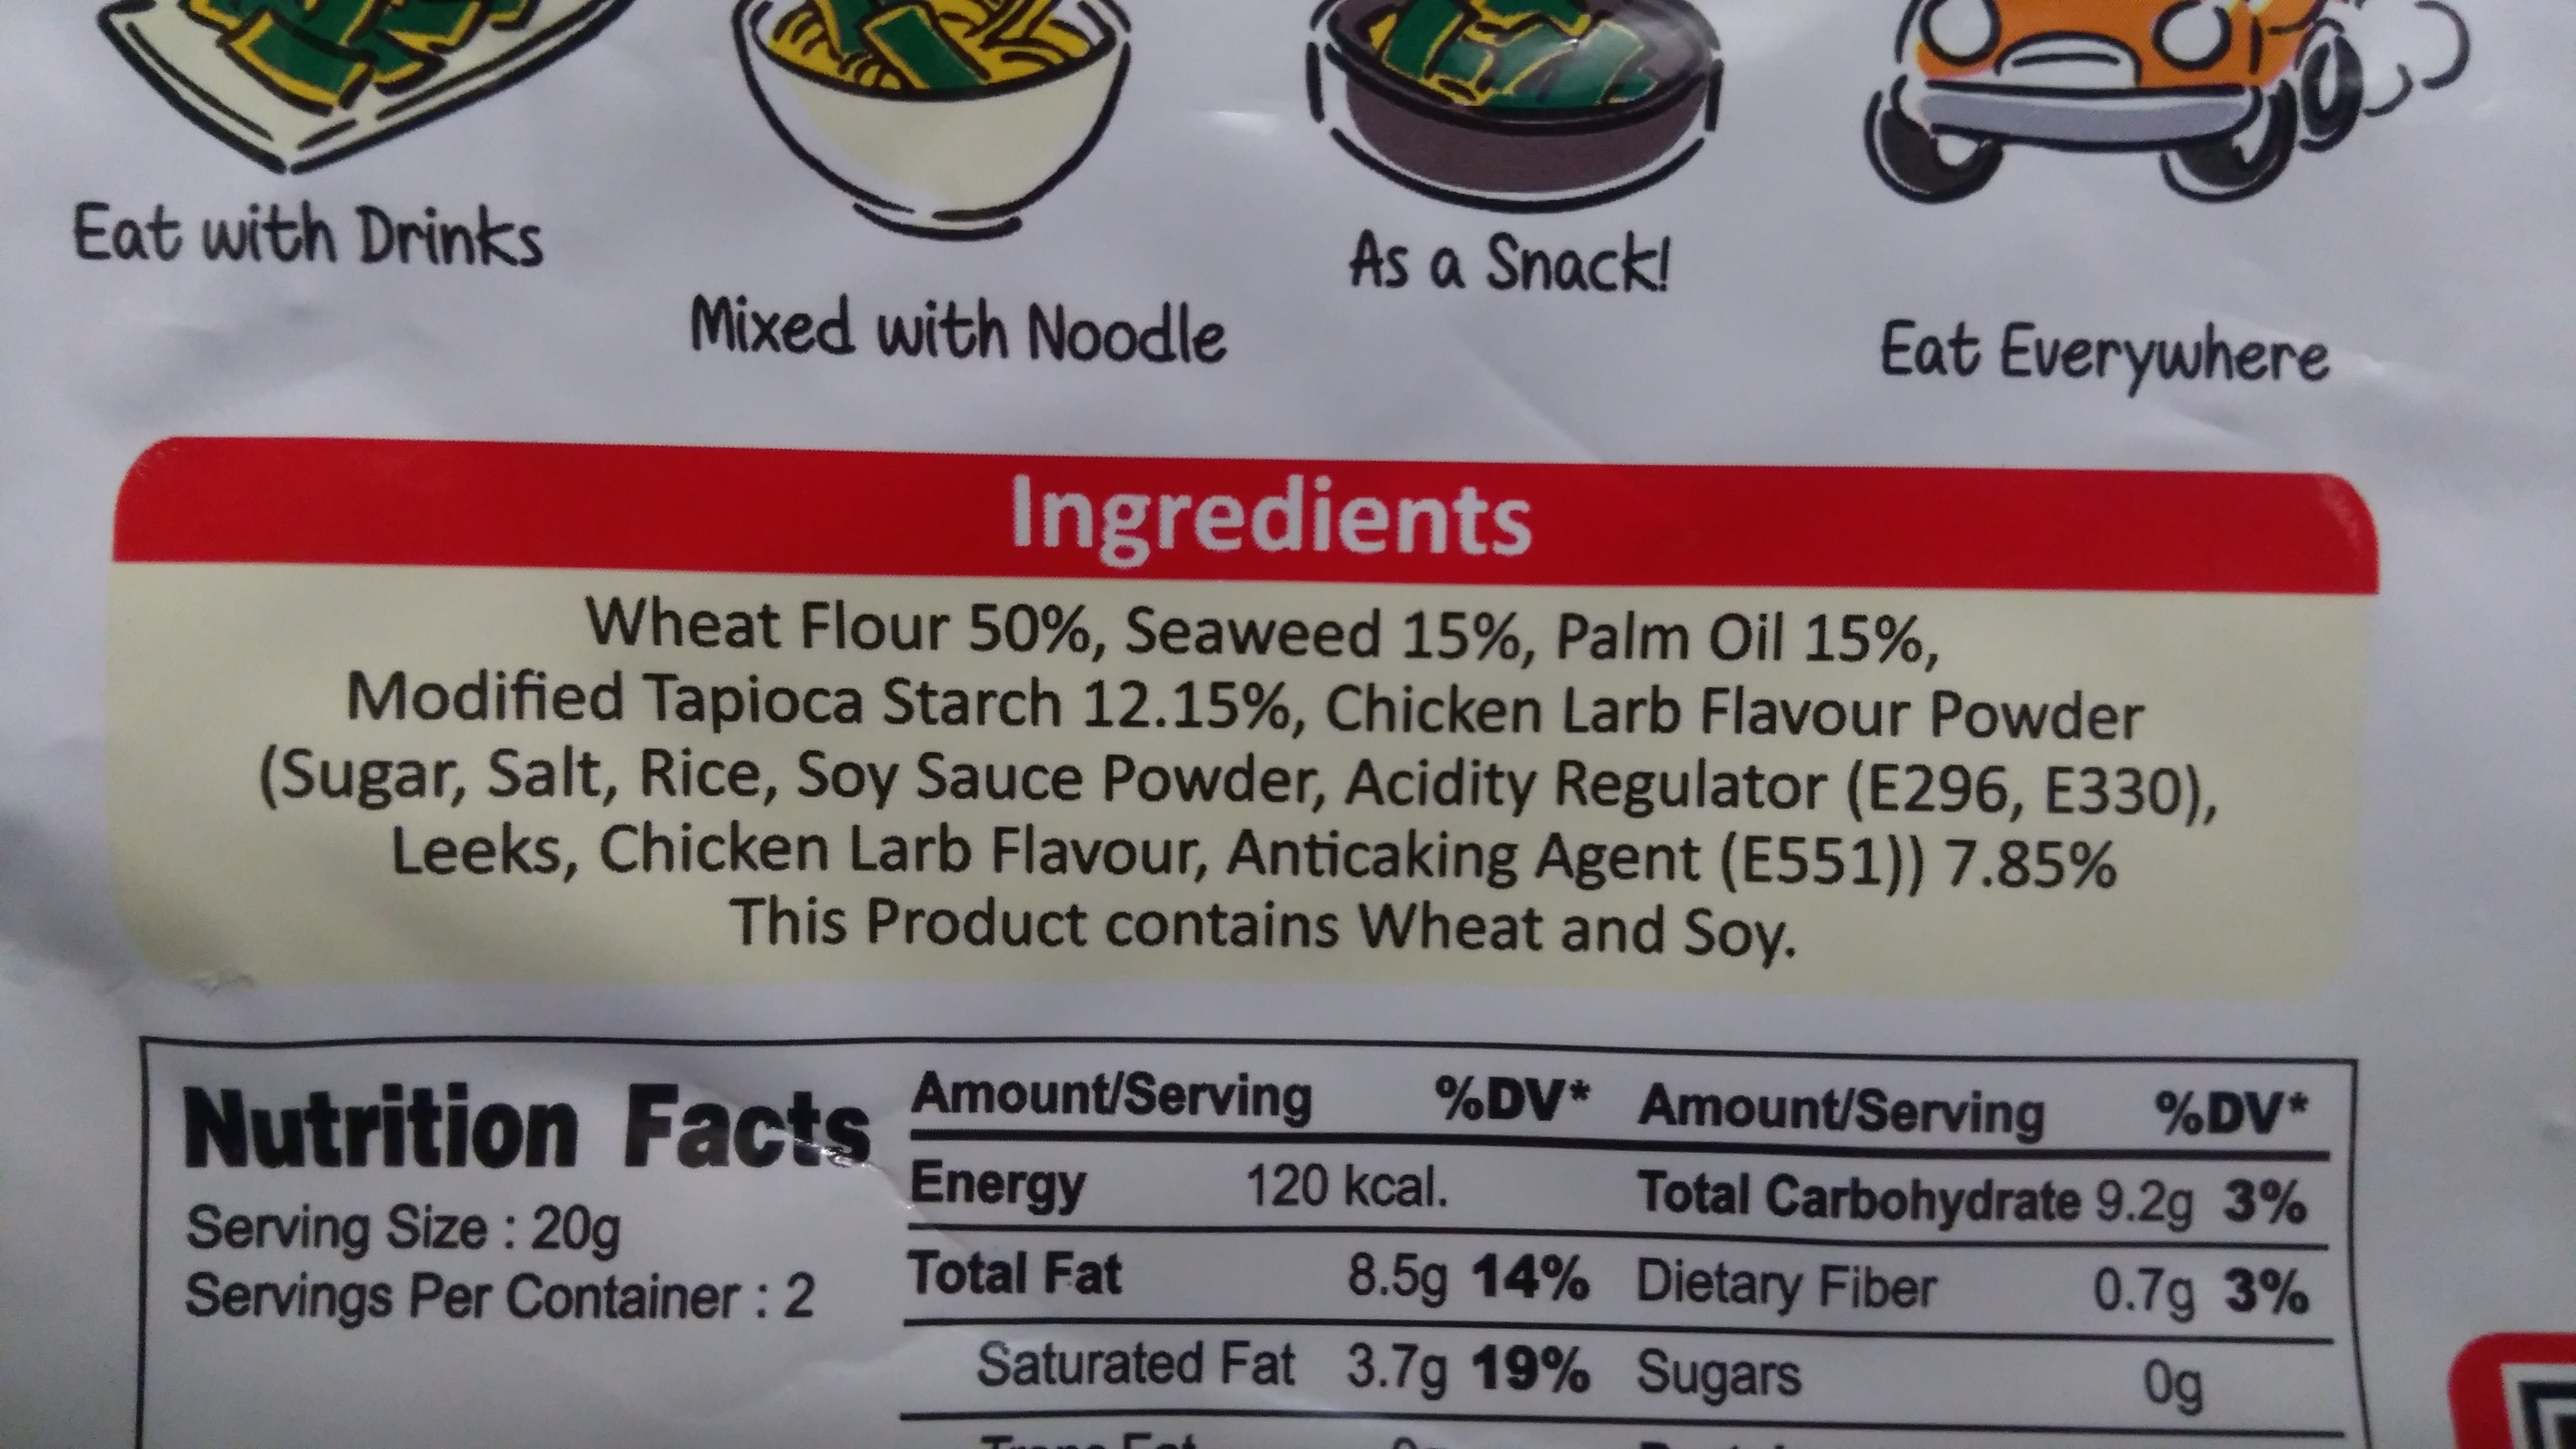 Eat with Drinks
Mixed with Noodle
As a Snack!
Eat Everywhere
Ingredients
Wheat Flour 50%, Seaweed 15%, Palm Oil 15%,
Modified Tapioca Starch 12.15%, Chicken Larb Flavour Powder
(Sugar, Salt, Rice, Soy Sauce Powder, Acidity Regulator (E296, E330),
Leeks, Chicken Larb Flavour, Anticaking Agent (E551)) 7.85%
This Product contains Wheat and Soy.
Nutrition Facts
Serving Size : 20g
Servings Per Container : 2
Amount/Serving %DV* Amount/Serving %DV*
Energy 120 kcal. Total Carbohydrate 9.2g 3%
Total Fat 8.5g 14% Dietary Fiber 0.7g 3%
Saturated Fat 3.7g 19% Sugars 0g